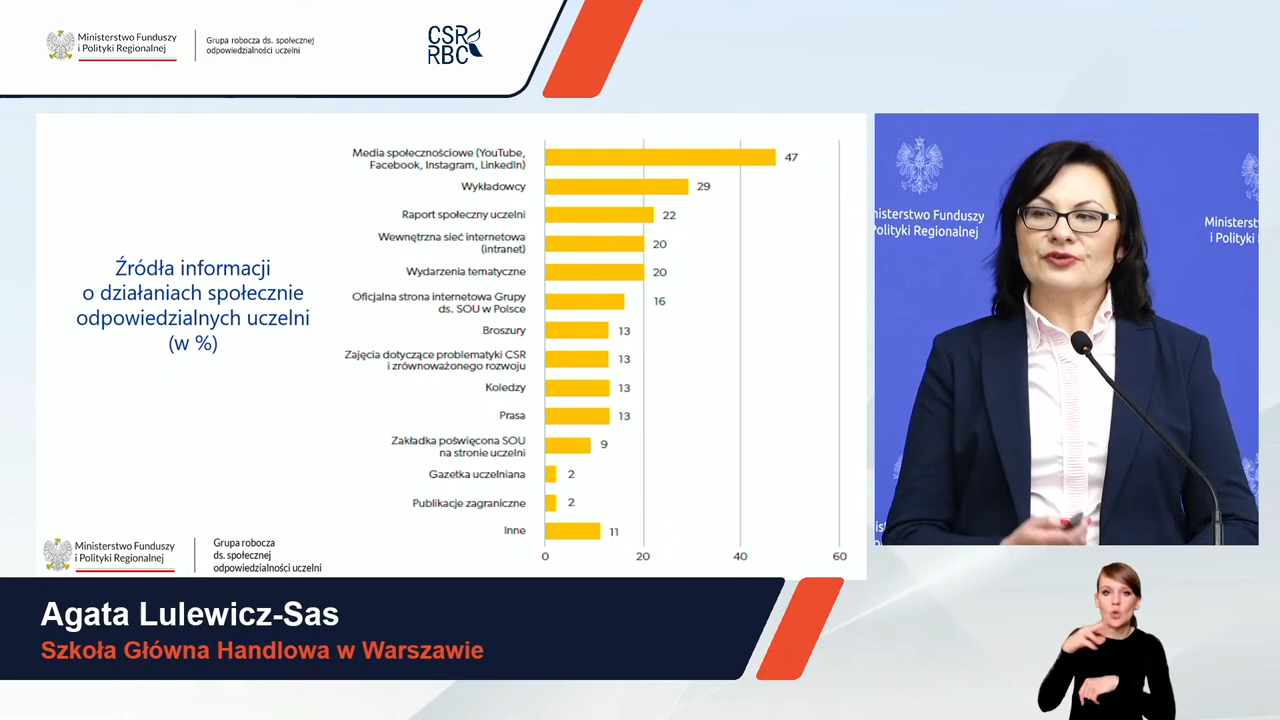 Ministerstwo Funduszy
i Polityki Regionalnej
Grupa robocza ds. społecznej
odpowiedzialności uczelni
CSR
RBC
Źródła informacji
o działaniach społecznie
odpowiedzialnych uczelni
(w %)
Media społecznościowe (YouTube,
Facebook, Instagram, LinkedIn)
47
Wykładowcy
29
Raport społeczny uczelni
22
Wewnętrzna sieć internetowa
(intranet)
20
Wydarzenia tematyczne
20
Oficjalna strona internetowa Grupy
ds. SOU w Polsce
16
Broszury
13
Zajęcia dotyczące problematyki CSR
i zrównoważonego rozwoju
13
Koledzy
13
Prasa
13
Zakładka poświęcona SOU
na stronie uczelni
9
Gazetka uczelniana
2
Publikacje zagraniczne
2
Inne
11
0 20 40 60
Ministerstwo Funduszy
i Polityki Regionalnej
Grupa robocza
ds. społecznej
odpowiedzialności uczelni
inisterstwo Funduszy
Polityki Regionalnej
Ministerst
i Polityki
Agata Lulewicz-Sas
Szkoła Główna Handlowa w Warszawie